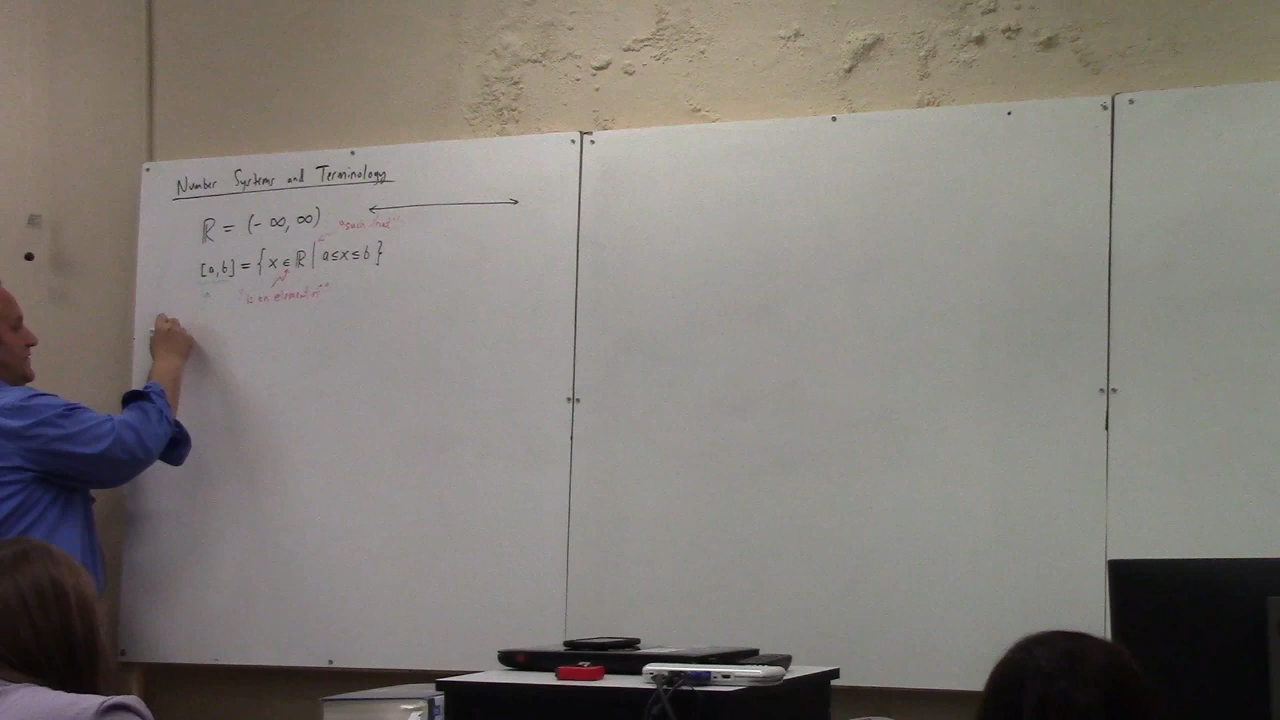 Number Systems and Terminology
ℝ = (-∞, ∞)
"such that"
[a,b] = {x ∈ ℝ | a ≤ x ≤ b}
"is an element of"